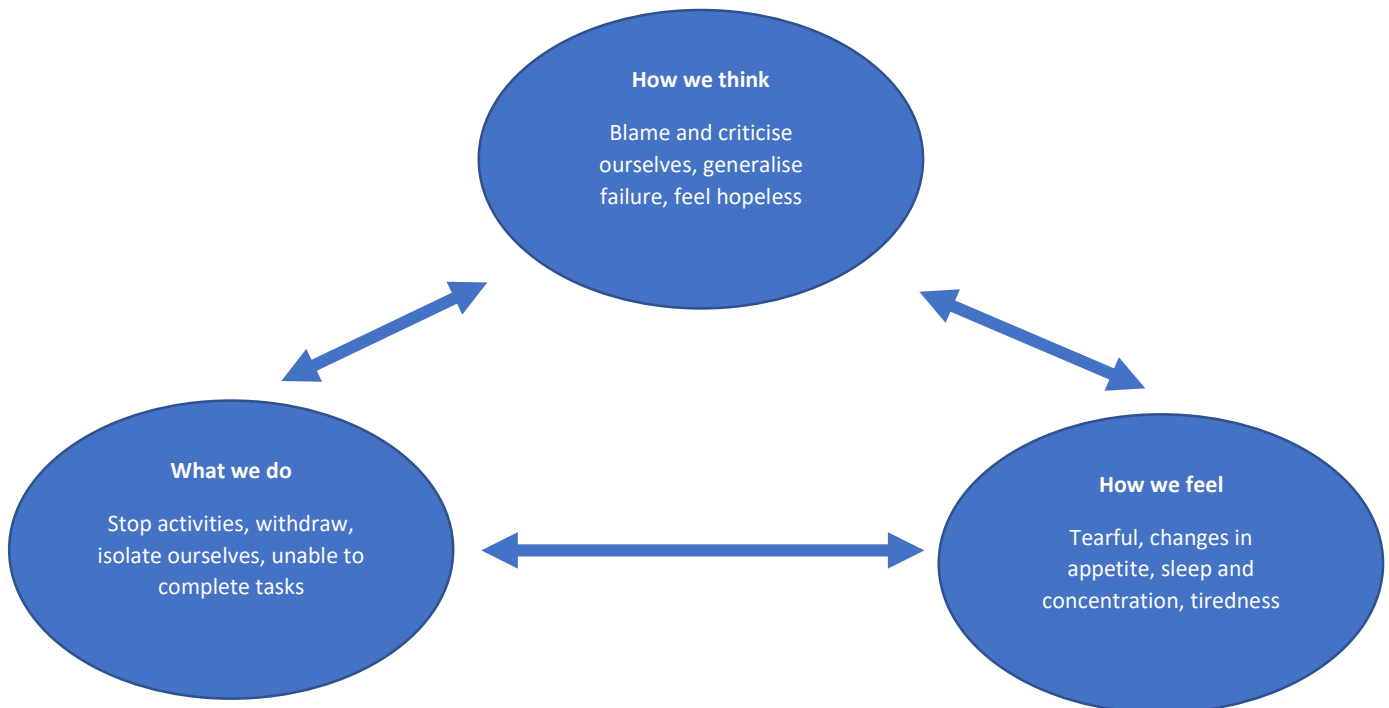 How we think
Blame and criticise
ourselves, generalise
failure, feel hopeless
What we do
Stop activities, withdraw,
isolate ourselves, unable to
complete tasks
How we feel
Tearful, changes in
appetite, sleep and
concentration, tiredness